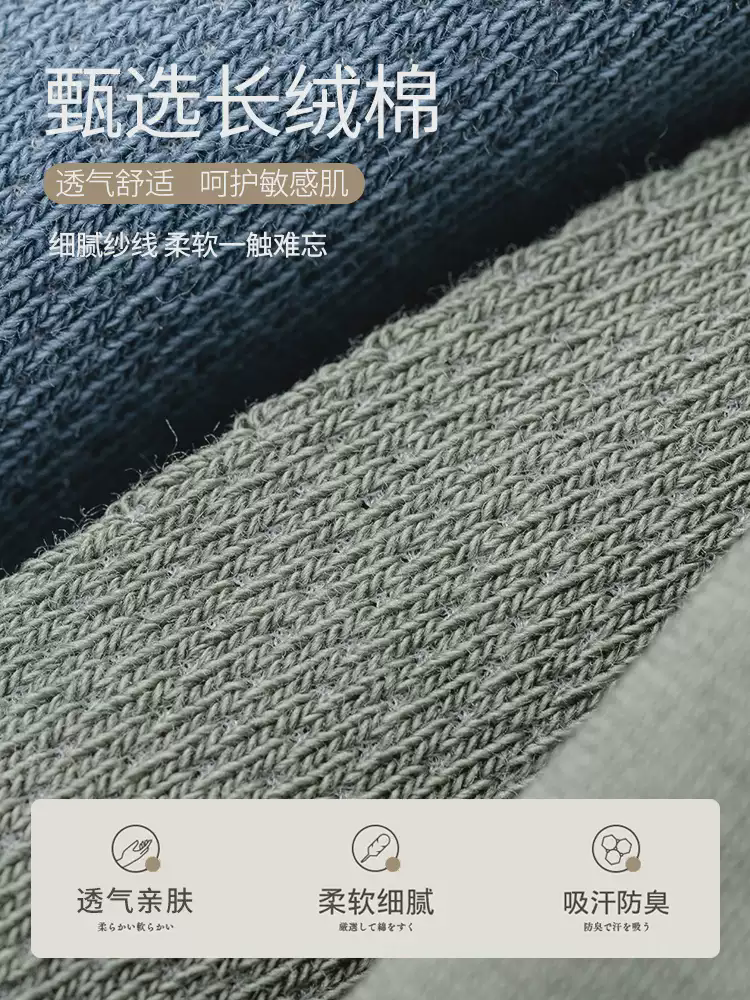 甄选长绒棉
透气舒适 呵护敏感肌
细腻纱线 柔软一触难忘
透气亲肤
柔らかい軟らかい
柔软细腻
厳選して綿をすく
吸汗防臭
防臭で汗を吸う